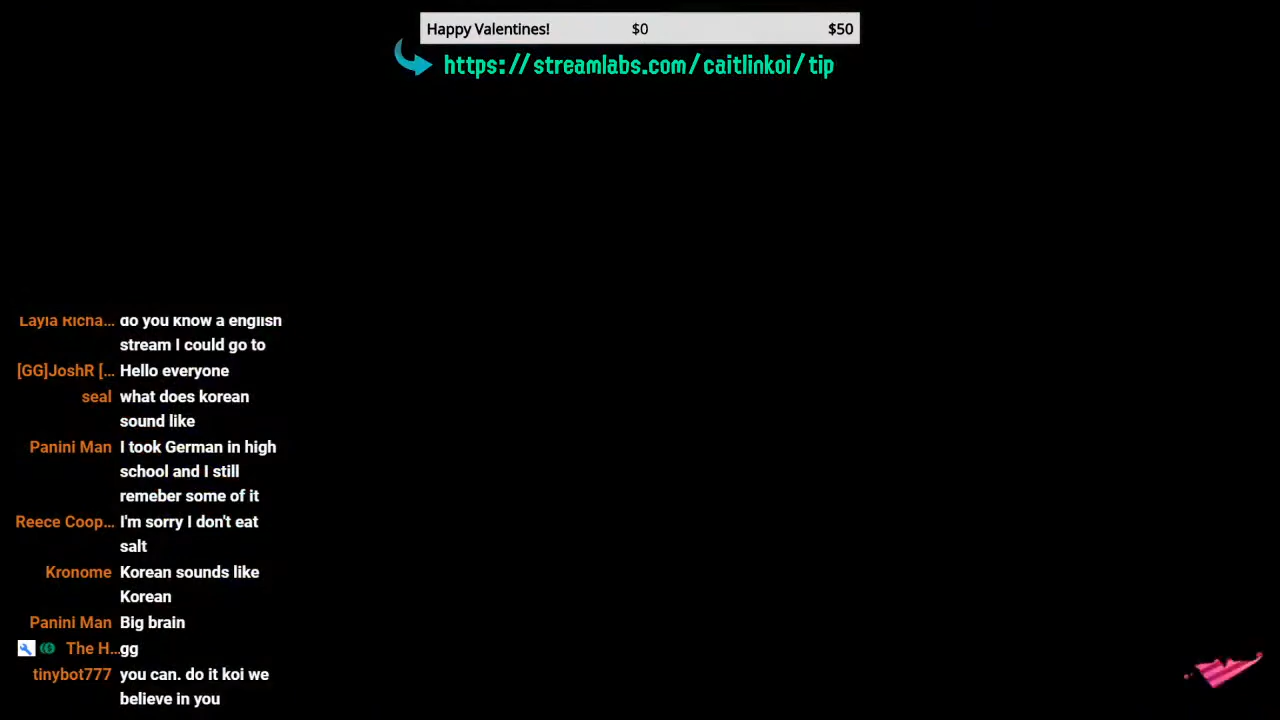 Happy Valentines! $0 $50
https://streamlabs.com/caitlinkoi/tip
Layla Richa... do you know a english
stream I could go to
[GG]JoshR [... Hello everyone
seal what does korean
sound like
Panini Man I took German in high
school and I still
remeber some of it
Reece Coop... I'm sorry I don't eat
salt
Kronome Korean sounds like
Korean
Panini Man Big brain
The H... gg
tinybot777 you can. do it koi we
believe in you